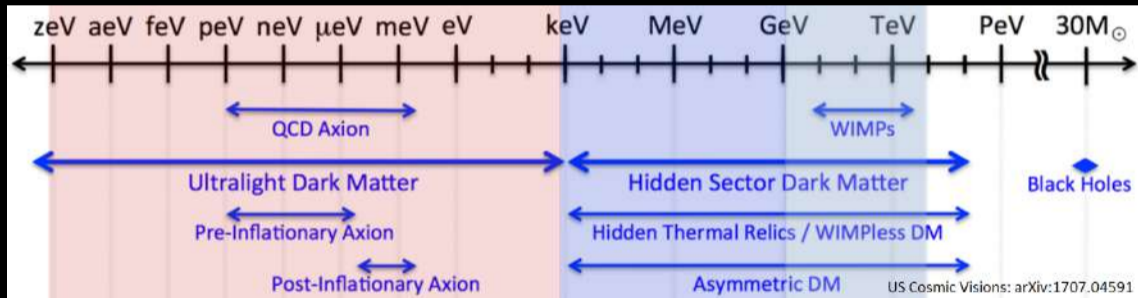 zeV aeV feV peV neV μeV meV eV keV MeV GeV TeV PeV 30M☉
QCD Axion WIMPs
Ultralight Dark Matter Hidden Sector Dark Matter Black Holes
Pre-Inflationary Axion Hidden Thermal Relics / WIMPless DM
Post-Inflationary Axion Asymmetric DM US Cosmic Visions: arXiv:1707.04591